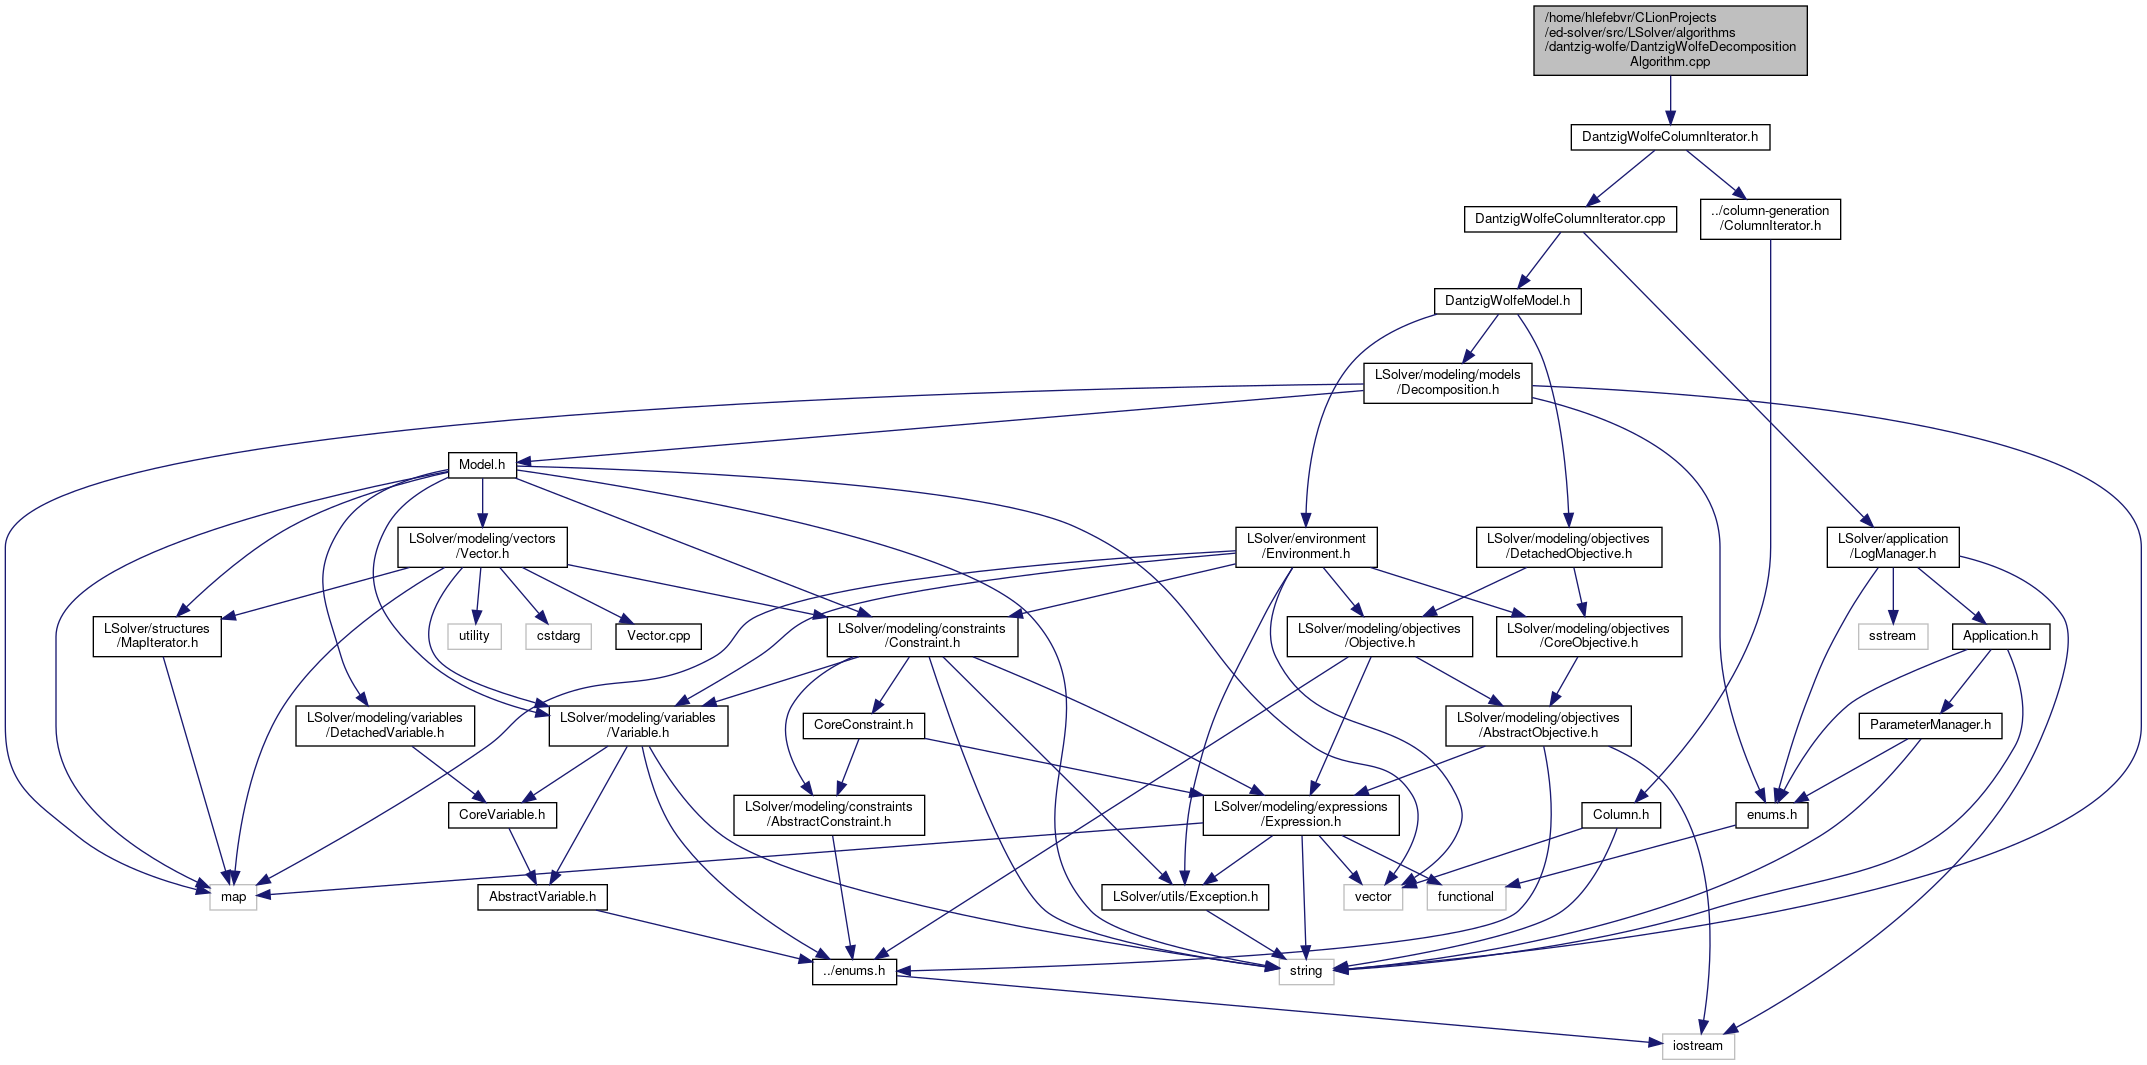 /home/hlefebvr/CLionProjects
/ed-solver/src/LSolver/algorithms
/dantzig-wolfe/DantzigWolfeDecomposition
Algorithm.cpp
DantzigWolfeColumnIterator.h
DantzigWolfeColumnIterator.cpp
../column-generation
/ColumnIterator.h
DantzigWolfeModel.h
LSolver/modeling/models
/Decomposition.h
Model.h
LSolver/modeling/vectors
/Vector.h
LSolver/environment
/Environment.h
LSolver/modeling/objectives
/DetachedObjective.h
LSolver/application
/LogManager.h
LSolver/structures
/MapIterator.h
utility
cstdarg
Vector.cpp
LSolver/modeling/constraints
/Constraint.h
LSolver/modeling/objectives
/Objective.h
LSolver/modeling/objectives
/CoreObjective.h
sstream
Application.h
LSolver/modeling/variables
/DetachedVariable.h
LSolver/modeling/variables
/Variable.h
CoreConstraint.h
LSolver/modeling/objectives
/AbstractObjective.h
ParameterManager.h
CoreVariable.h
LSolver/modeling/constraints
/AbstractConstraint.h
LSolver/modeling/expressions
/Expression.h
Column.h
enums.h
map
AbstractVariable.h
LSolver/utils/Exception.h
vector
functional
../enums.h
string
iostream